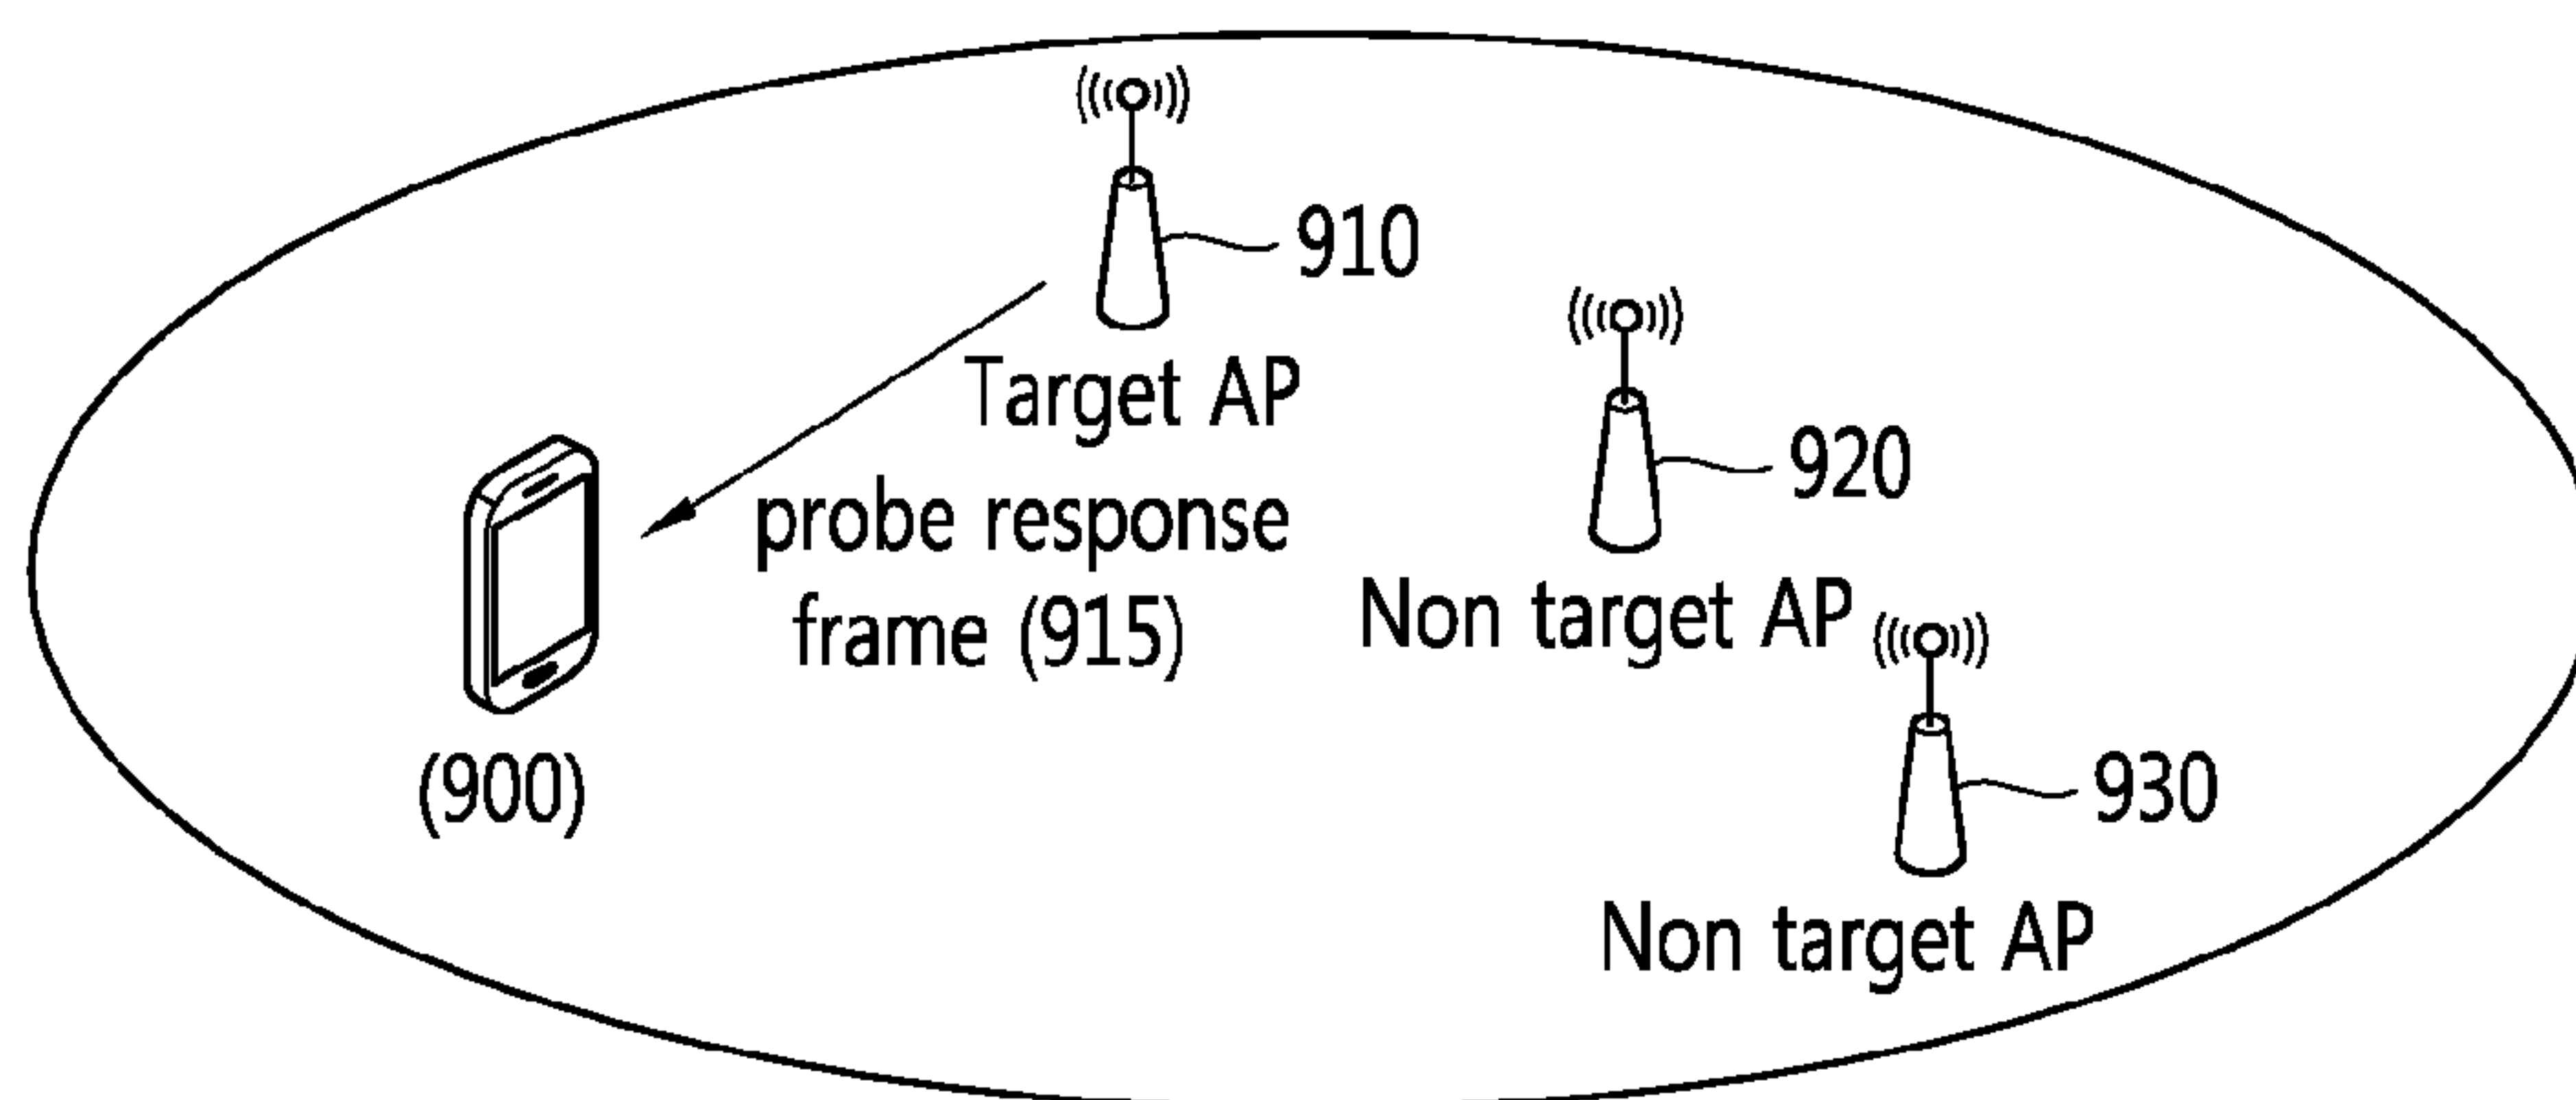 910
Target AP
920
probe response
frame (915)
Non target AP
(900)
930
Non target AP